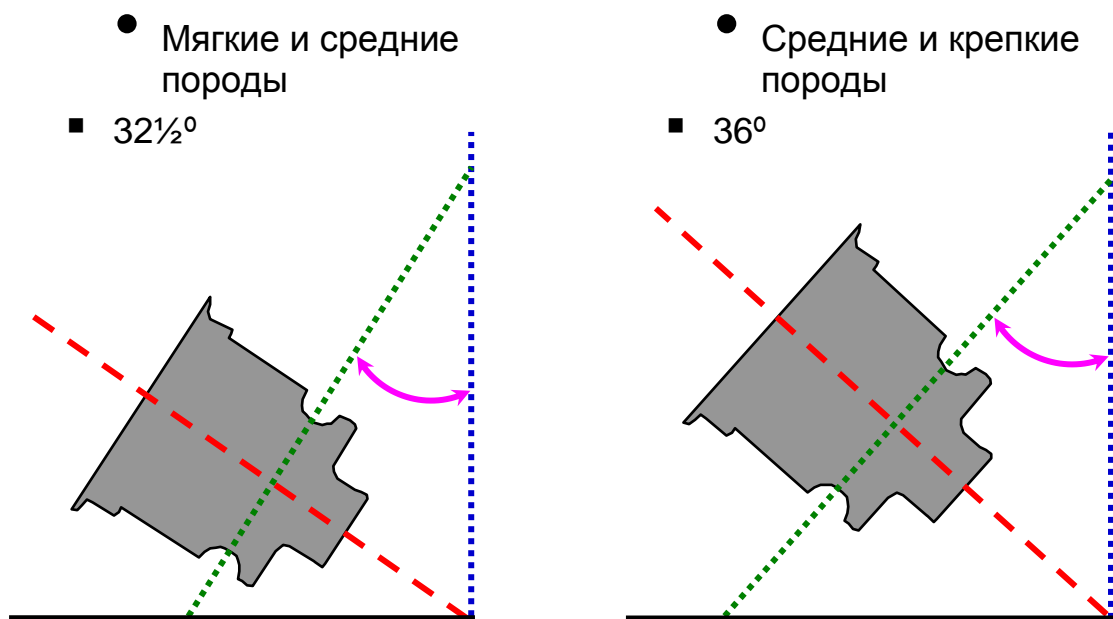 ● Мягкие и средние
породы
■ 32½⁰
● Средние и крепкие
породы
■ 36⁰